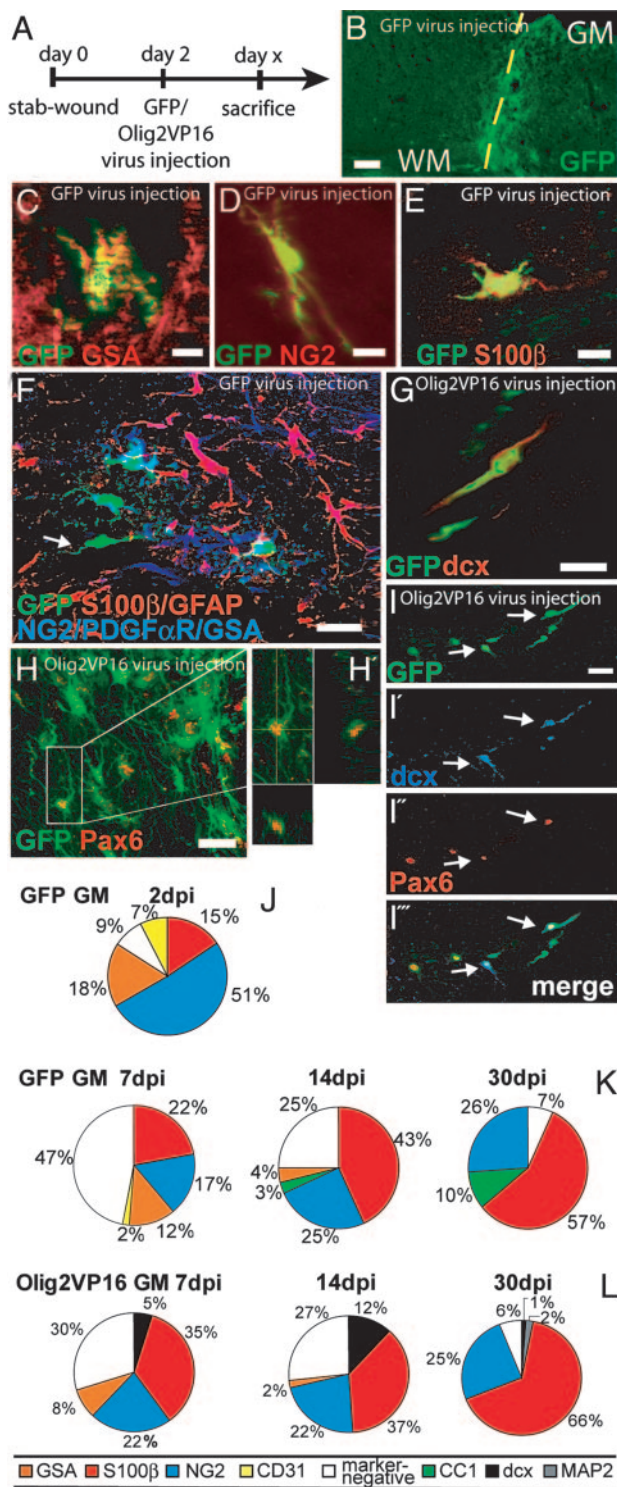 A
day 0 day 2 day x
stab-wound GFP/ sacrifice
Olig2VP16
virus injection
B GFP virus injection GM
WM GFP
C GFP virus injection
GFP GSA
D GFP virus injection
GFP NG2
E GFP virus injection
GFP S100β
F GFP virus injection
GFP S100β/GFAP
NG2/PDGFαR/GSA
G Olig2VP16 virus injection
GFP dcx
H Olig2VP16 virus injection
GFP Pax6
H´
I Olig2VP16 virus injection
GFP
I´
dcx
I´´
Pax6
I´´´
merge
J
GFP GM 2dpi
9% 7% 15%
18% 51%
K
GFP GM 7dpi 14dpi 30dpi
47% 22% 17% 12% 2%
25% 43% 25% 3% 4%
26% 7% 57% 10%
L
Olig2VP16 GM 7dpi 14dpi 30dpi
30% 5% 35% 22% 8%
27% 12% 37% 22% 2%
6% 1% 2% 66% 25%
GSA S100β NG2 CD31 marker-negative CC1 dcx MAP2